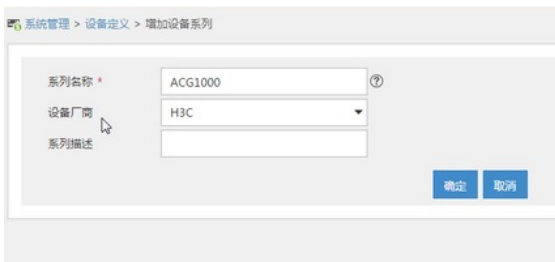 系统管理 > 设备定义 > 增加设备系列
系列名称 * ACG1000
设备厂商 H3C
系列描述
确定 取消